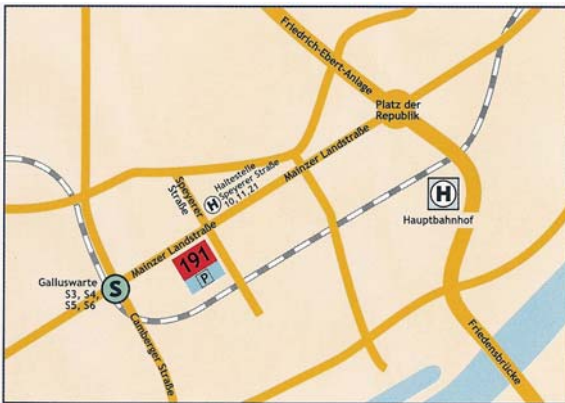 Friedrich-Ebert-Anlage
Platz der
Republik
Mainzer Landstraße
Haltestelle
Speyerer Straße
10,11,21
H
Speyerer
Straße
H
Hauptbahnhof
Mainzer Landstraße
191
P
Galluswarte
S3, S4,
S5, S6
S
Camberger Straße
Friedensbrücke